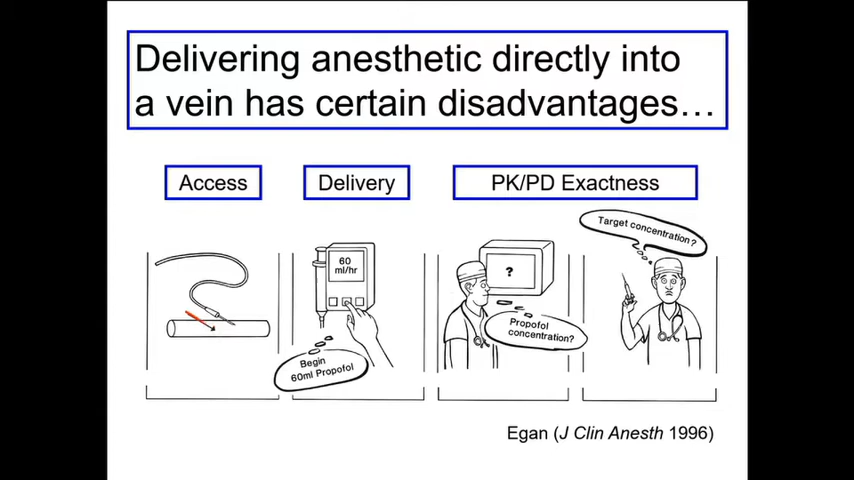 Delivering anesthetic directly into
a vein has certain disadvantages…
Access
Delivery
PK/PD Exactness
60
ml/hr
Begin
60ml Propofol
?
Propofol
concentration?
Target concentration?
Egan (J Clin Anesth 1996)